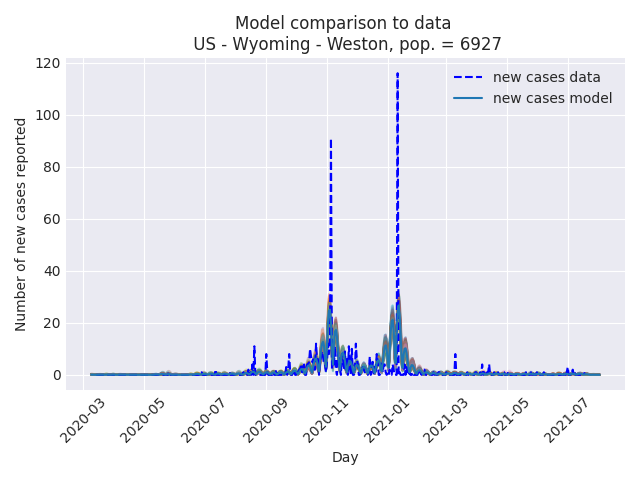 Model comparison to data
US - Wyoming - Weston, pop. = 6927
new cases data
new cases model
Number of new cases reported
120
100
80
60
40
20
0
2020-03
2020-05
2020-07
2020-09
2020-11
2021-01
2021-03
2021-05
2021-07
Day